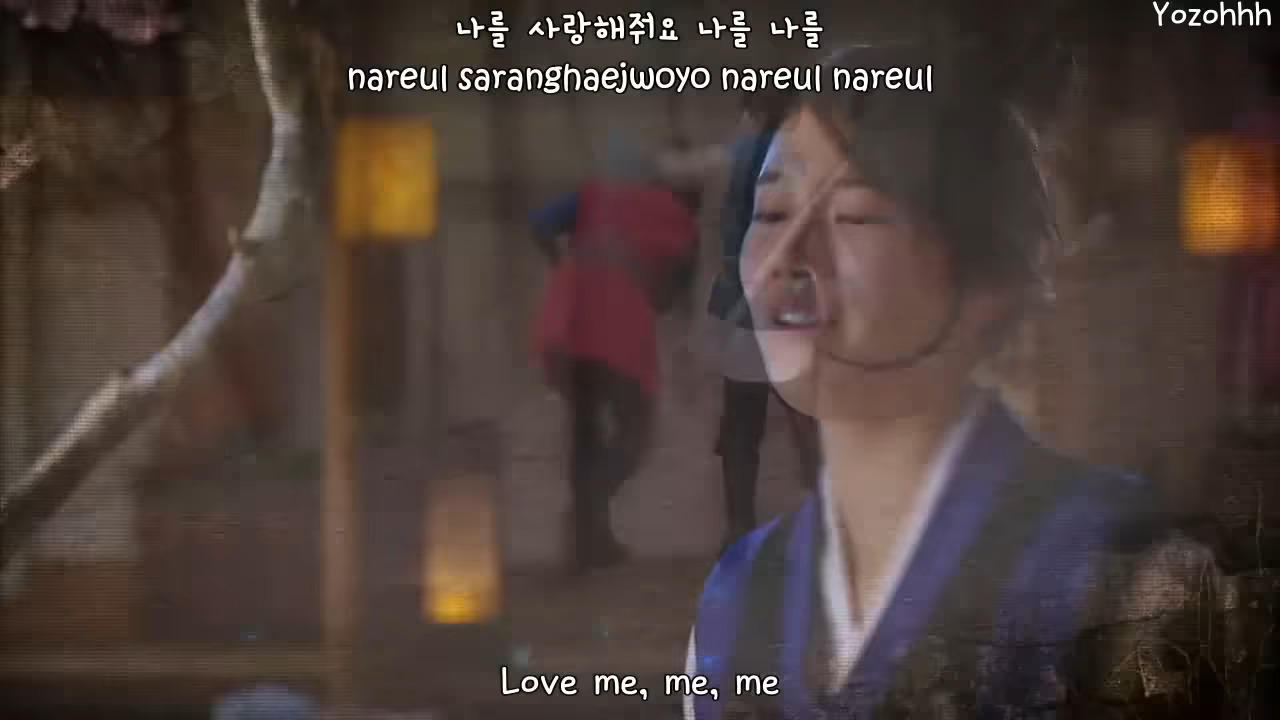 Yozohhh
나를 사랑해줘요 나를 나를
nareul saranghaejwoyo nareul nareul
Love me, me, me